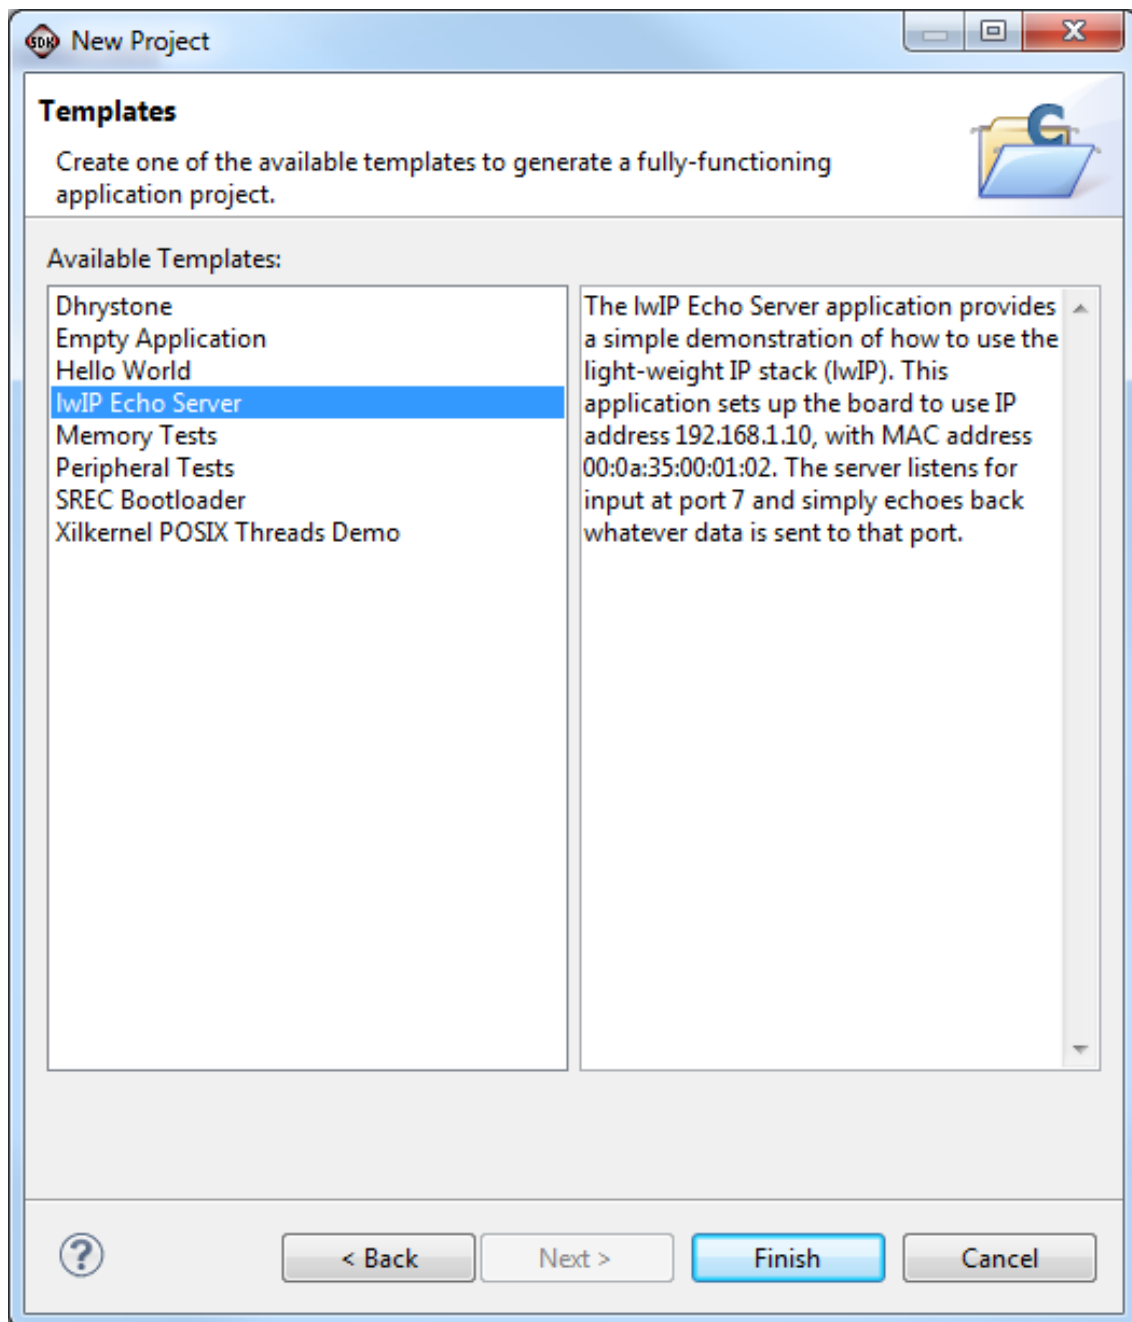 SDK New Project
Templates
Create one of the available templates to generate a fully-functioning
application project.
C
Available Templates:
Dhrystone
Empty Application
Hello World
lwIP Echo Server
Memory Tests
Peripheral Tests
SREC Bootloader
Xilkernel POSIX Threads Demo
The lwIP Echo Server application provides
a simple demonstration of how to use the
light-weight IP stack (lwIP). This
application sets up the board to use IP
address 192.168.1.10, with MAC address
00:0a:35:00:01:02. The server listens for
input at port 7 and simply echoes back
whatever data is sent to that port.
? < Back Next > Finish Cancel